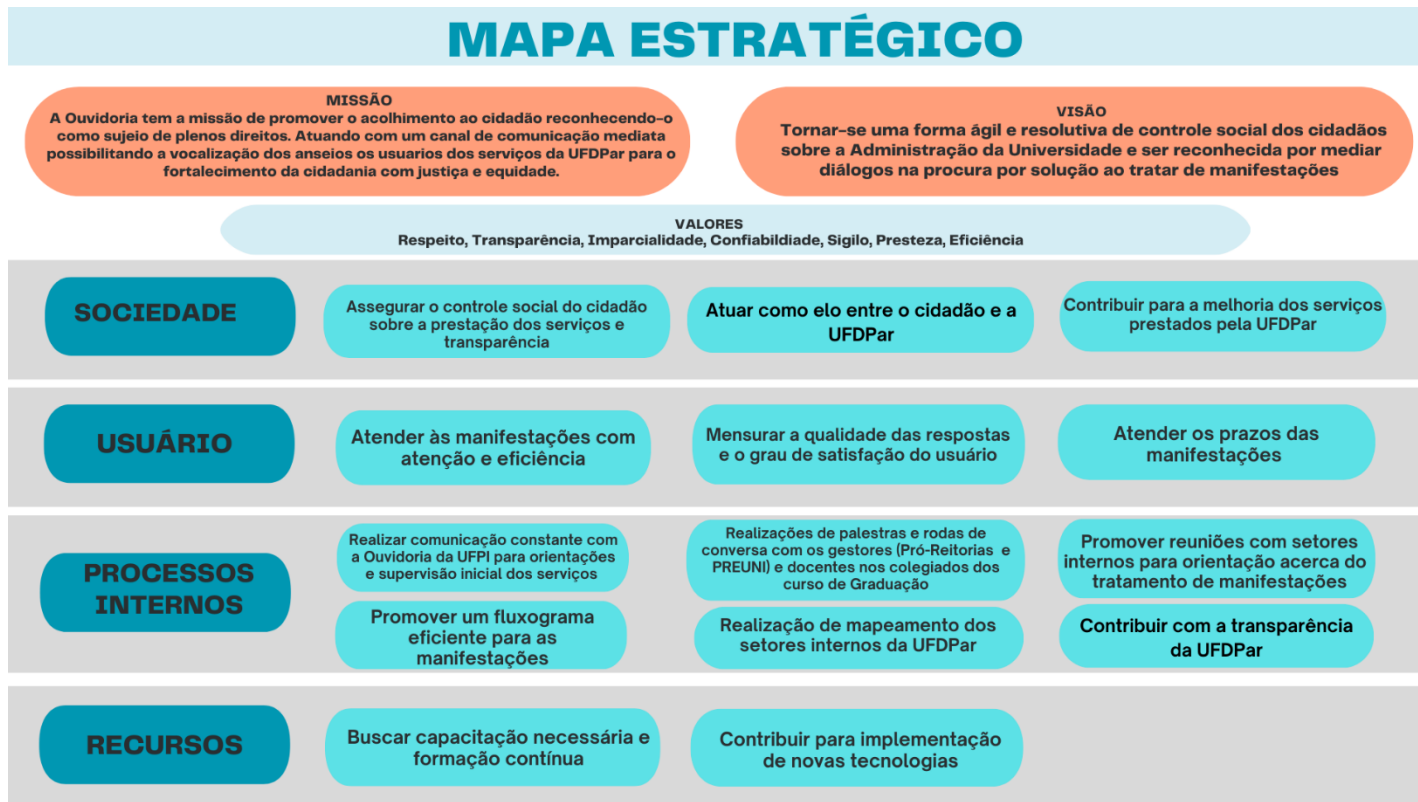 MAPA ESTRATÉGICO
MISSÃO
A Ouvidoria tem a missão de promover o acolhimento ao cidadão reconhecendo-o
como sujeio de plenos direitos. Atuando com um canal de comunicação mediata
possibilitando a vocalização dos anseios os usuarios dos serviços da UFDPar para o
fortalecimento da cidadania com justiça e equidade.
VISÃO
Tornar-se uma forma ágil e resolutiva de controle social dos cidadãos
sobre a Administração da Universidade e ser reconhecida por mediar
diálogos na procura por solução ao tratar de manifestações
VALORES
Respeito, Transparência, Imparcialidade, Confiabildiade, Sigilo, Presteza, Eficiência
SOCIEDADE
Assegurar o controle social do cidadão
sobre a prestação dos serviços e
transparência
Atuar como elo entre o cidadão e a
UFDPar
Contribuir para a melhoria dos serviços
prestados pela UFDPar
USUÁRIO
Atender às manifestações com
atenção e eficiência
Mensurar a qualidade das respostas
e o grau de satisfação do usuário
Atender os prazos das
manifestações
PROCESSOS
INTERNOS
Realizar comunicação constante com
a Ouvidoria da UFPI para orientações
e supervisão inicial dos serviços
Realizações de palestras e rodas de
conversa com os gestores (Pró-Reitorias e
PREUNI) e docentes nos colegiados dos
curso de Graduação
Promover reuniões com setores
internos para orientação acerca do
tratamento de manifestações
Promover um fluxograma
eficiente para as
manifestações
Realização de mapeamento dos
setores internos da UFDPar
Contribuir com a transparência
da UFDPar
RECURSOS
Buscar capacitação necessária e
formação contínua
Contribuir para implementação
de novas tecnologias